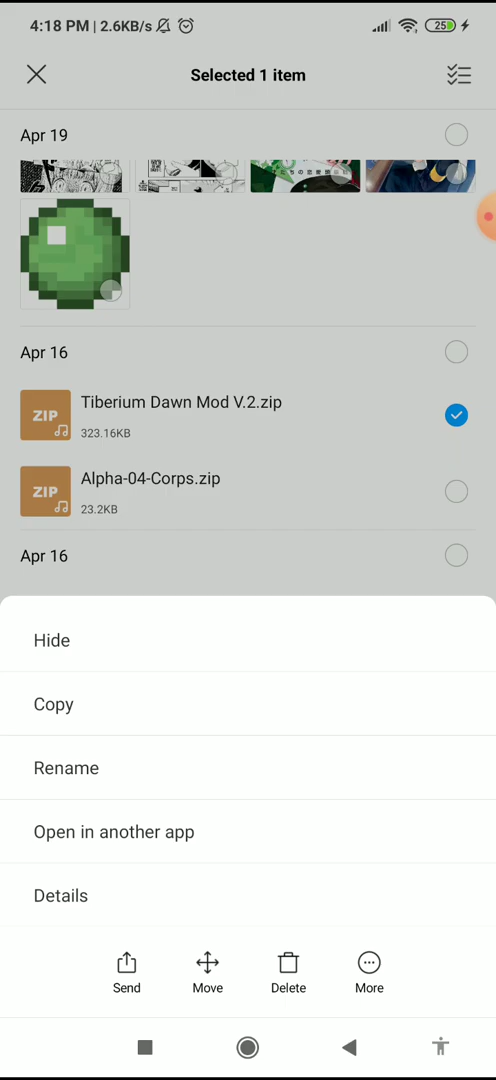 4:18 PM | 2.6KB/s
25
Selected 1 item
Apr 19
Apr 16
ZIP
Tiberium Dawn Mod V.2.zip
323.16KB
ZIP
Alpha-04-Corps.zip
23.2KB
Apr 16
Hide
Copy
Rename
Open in another app
Details
Send
Move
Delete
More